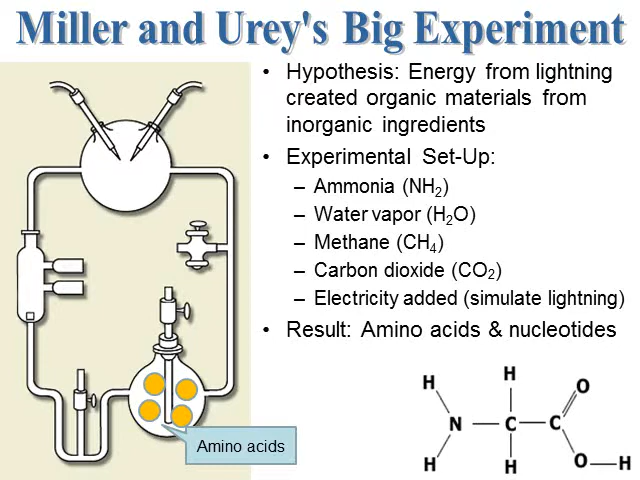 Miller and Urey's Big Experiment
• Hypothesis: Energy from lightning
created organic materials from
inorganic ingredients
• Experimental Set-Up:
– Ammonia (NH₂)
– Water vapor (H₂O)
– Methane (CH₄)
– Carbon dioxide (CO₂)
– Electricity added (simulate lightning)
• Result: Amino acids & nucleotides
Amino acids
H H O
N C C
H H O H